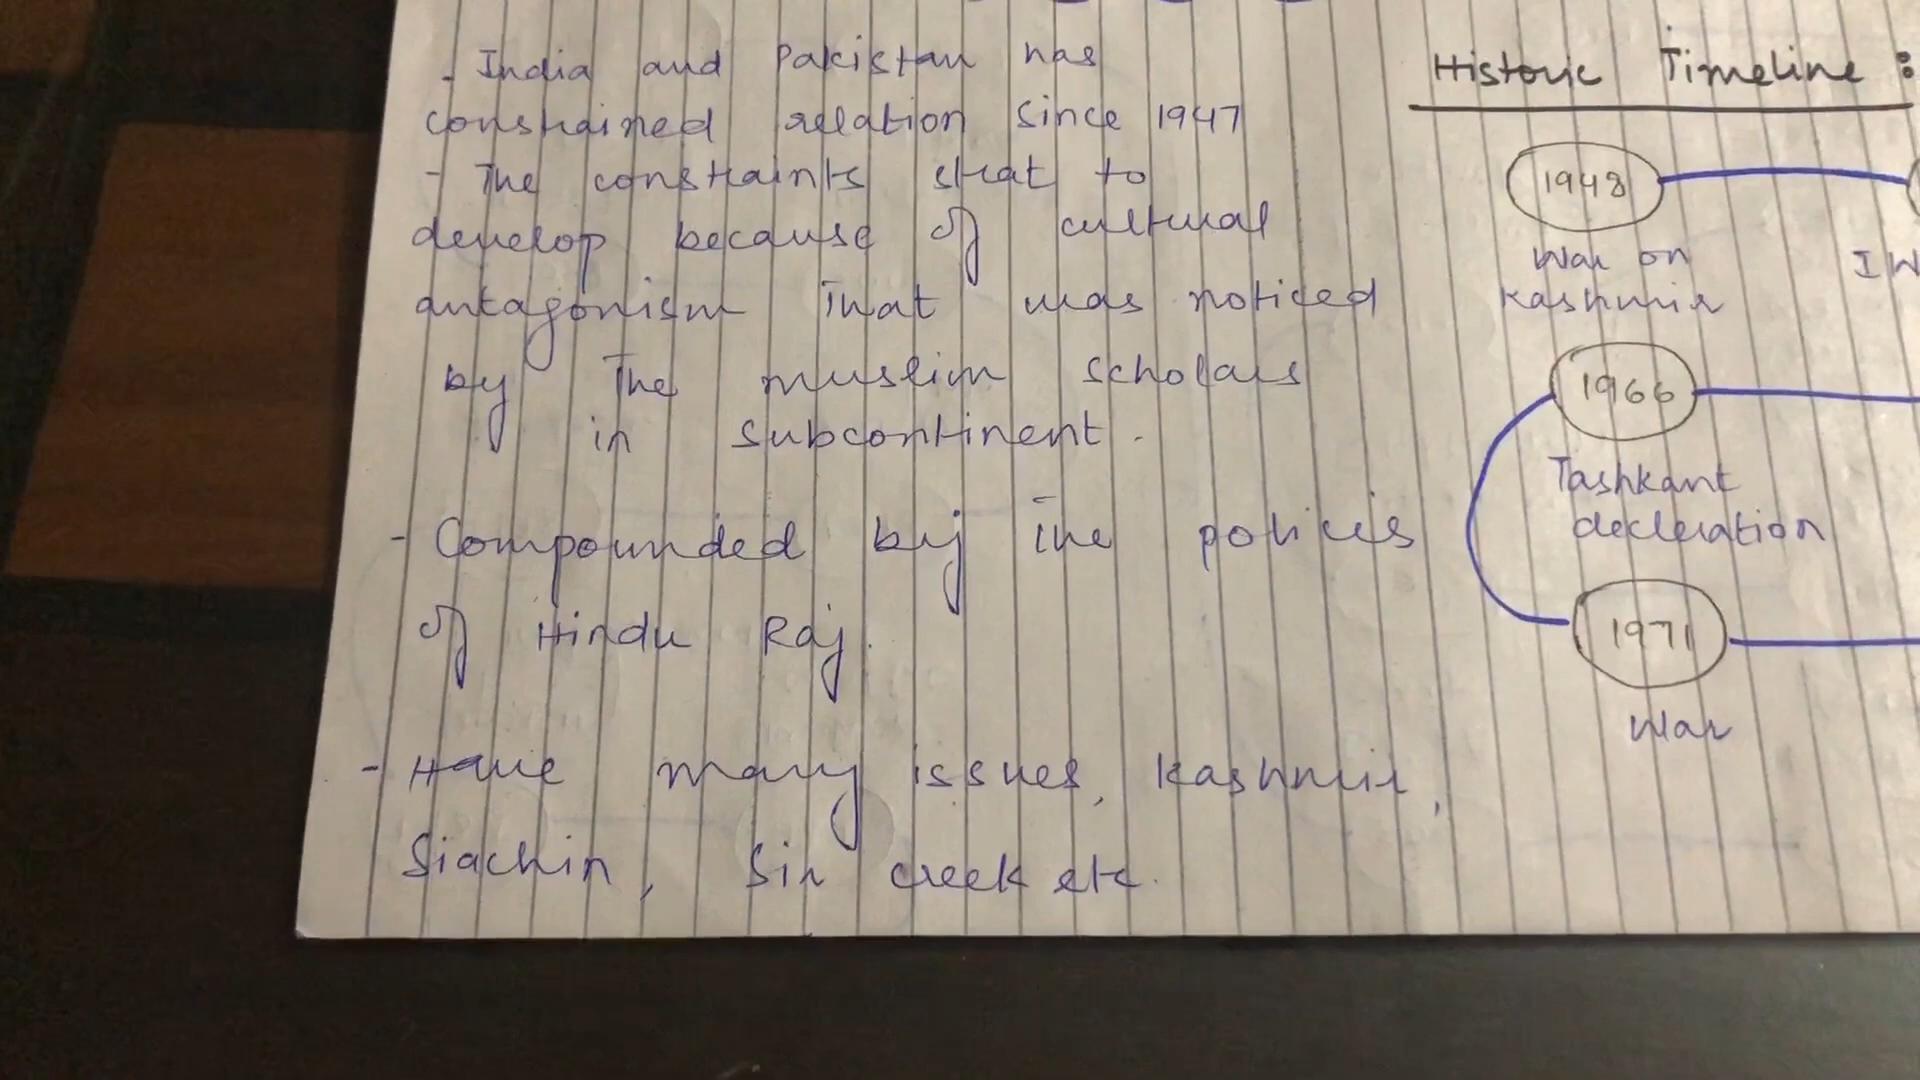 - India and Pakistan has
constrained relation since 1947
- The constraints strat to
develop because of cultural
antagonism that was noticed
by The muslim scholars
in subcontinent.
- Compounded by the policies
of Hindu Raj.
- Have many issues, Kashmir,
Siachin, Sir creek etc.
Historic Timeline:
1948
War on
Kashmir
1966
Tashkant
decleration
1971
War